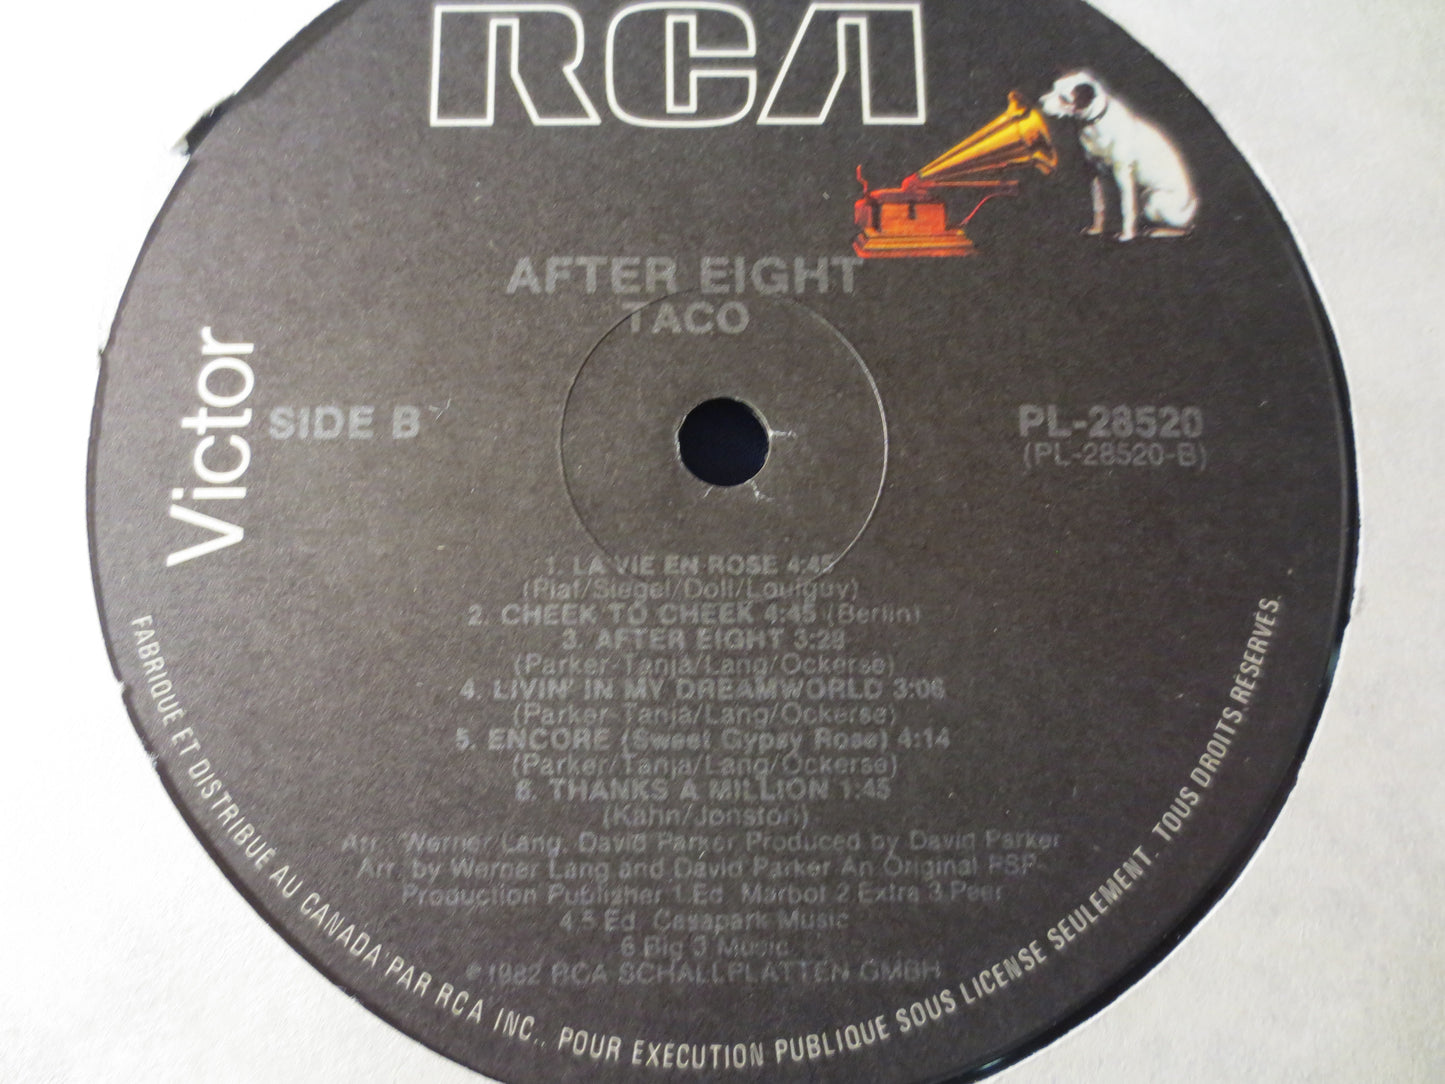 RCA
AFTER EIGHT
TACO
Victor
SIDE B
PL-28520
(PL-28520-B)
1. LA VIE EN ROSE 4:45
(Piaf/Siegel/Doll/Louiguy)
2. CHEEK TO CHEEK 4:45 (Berlin)
3. AFTER EIGHT 3:28
(Parker-Tanja/Lang/Ockerse)
4. LIVIN' IN MY DREAMWORLD 3:06
(Parker-Tanja/Lang/Ockerse)
5. ENCORE (Sweet Gypsy Rose) 4:14
(Parker/Tanja/Lang/Ockerse)
6. THANKS A MILLION 1:45
(Kahn/Jonston)
Arr. Werner Lang, David Parker Produced by David Parker
Arr. by Werner Lang and David Parker An Original PSP-
Production Publisher 1 Ed. Marbot 2 Extra 3 Peer
4,5 Ed. Casapark Music
6 Big 3 Music
℗1982 RCA SCHALLPLATTEN GMBH
FABRIQUE ET DISTRIBUE AU CANADA PAR RCA INC., POUR EXECUTION PUBLIQUE SOUS LICENSE SEULEMENT. TOUS DROITS RESERVES.